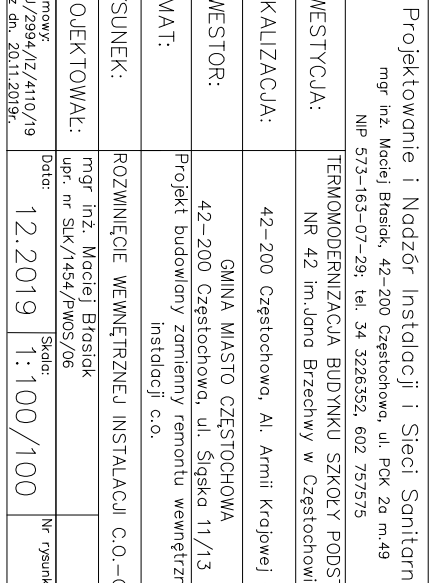 Projektowanie i Nadzór Instalacji i Sieci Sanitarn
mgr inż. Maciej Błasiak, 42-200 Częstochowa, ul. PCK 2a m.49
NIP 573-163-07-29; tel. 34 3226352, 602 757575
WESTYCJA:
TERMOMODERNIZACJA BUDYNKU SZKOŁY PODST
NR 42 im.Jana Brzechwy w Częstochowi
KALIZACJA:
42-200 Częstochowa, Al. Armii Krajowej
WESTOR:
GMINA MIASTO CZĘSTOCHOWA
42-200 Częstochowa, ul. Śląska 11/13
MAT:
Projekt budowlany zamienny remontu wewnętrzn
instalacji c.o.
SUNEK:
ROZWINIĘCIE WEWNĘTRZNEJ INSTALACJI C.O.-
OJEKTOWAŁ:
mgr inż. Maciej Błasiak
upr. nr SLK/1454/PWOS/06
mowy:
/2994/IZ/4110/19
z dn. 20.11.2019r.
Data:
12.2019
Skala:
1:100/100
Nr rysunk